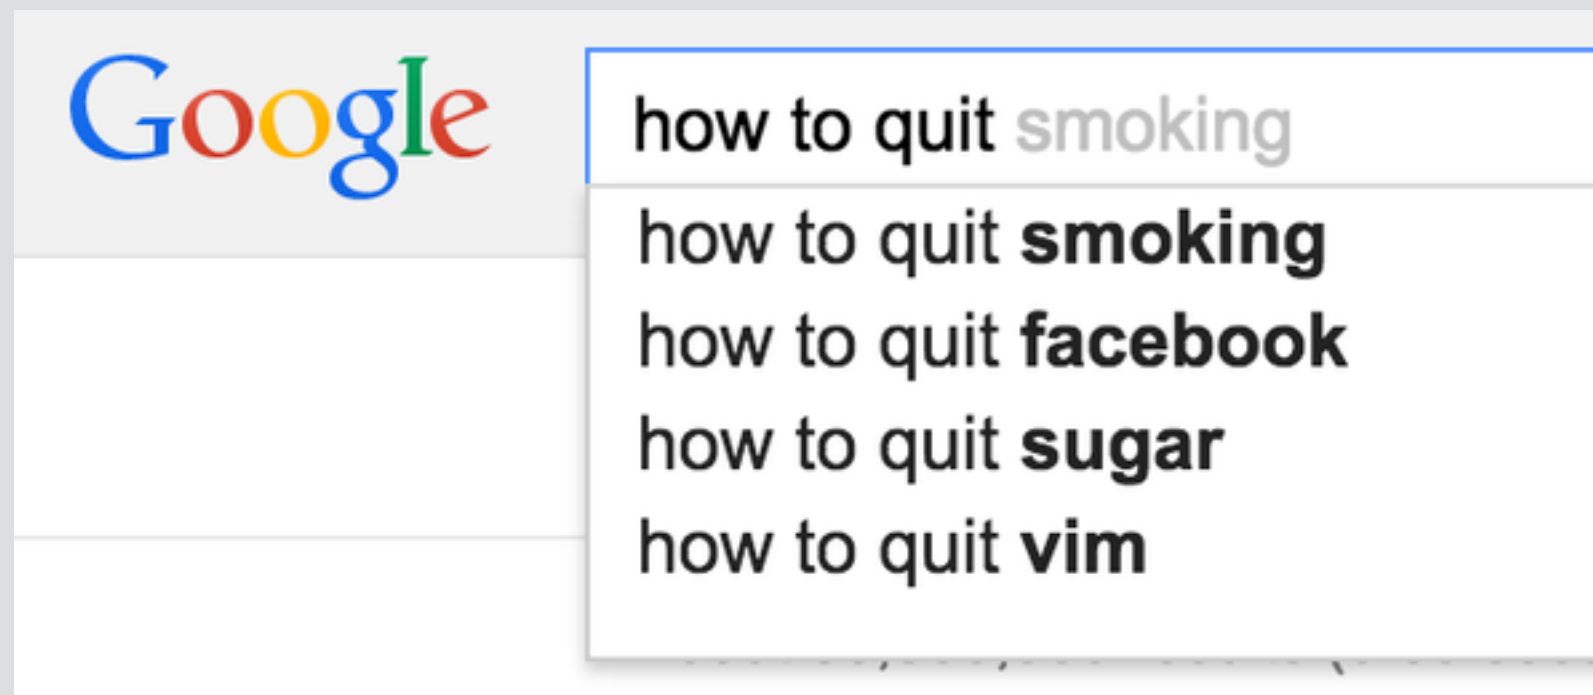 Google
how to quit smoking
how to quit smoking
how to quit facebook
how to quit sugar
how to quit vim